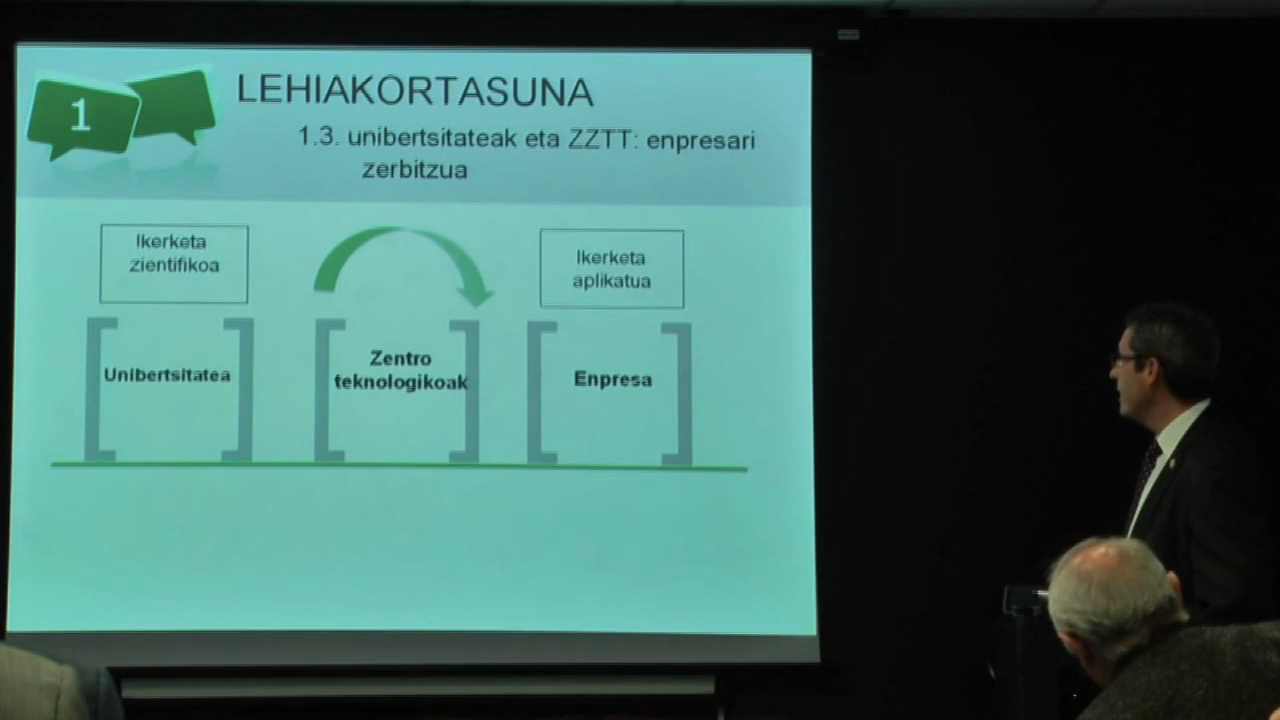 1
LEHIAKORTASUNA
1.3. unibertsitateak eta ZZTT: enpresari
zerbitzua
Ikerketa
zientifikoa
Ikerketa
aplikatua
Unibertsitatea
Zentro
teknologikoak
Enpresa